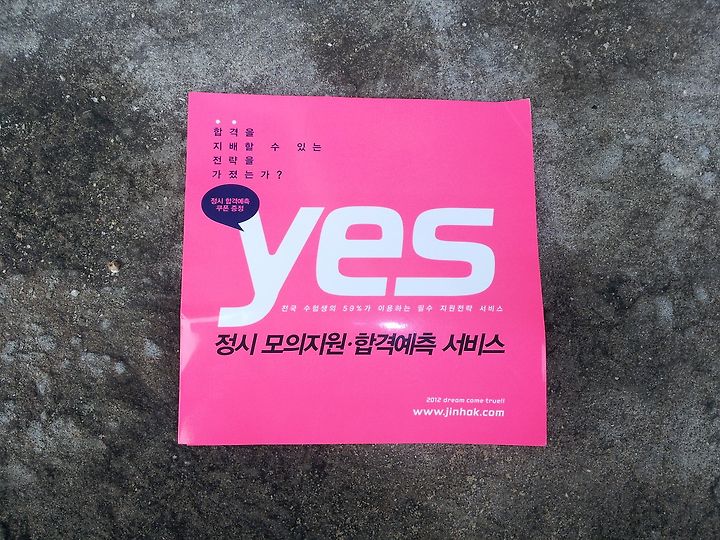 합격을
지배할 수 있는
전략을
가졌는가?
정시 합격예측
쿠폰 증정
yes
전국 수험생의 59%가 이용하는 필수 지원전략 서비스
정시 모의지원·합격예측 서비스
2012 dream come true!!
www.jinhak.com